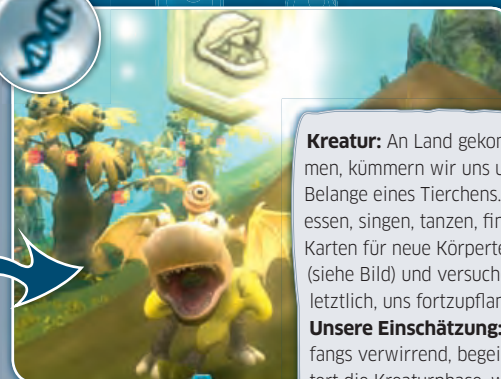 Kreatur: An Land gekom-
men, kümmern wir uns u
Belange eines Tierchens.
essen, singen, tanzen, fin
Karten für neue Körperte
(siehe Bild) und versuch
letztlich, uns fortzupflan
Unsere Einschätzung:
fangs verwirrend, begei
tert die Kreaturphase, w